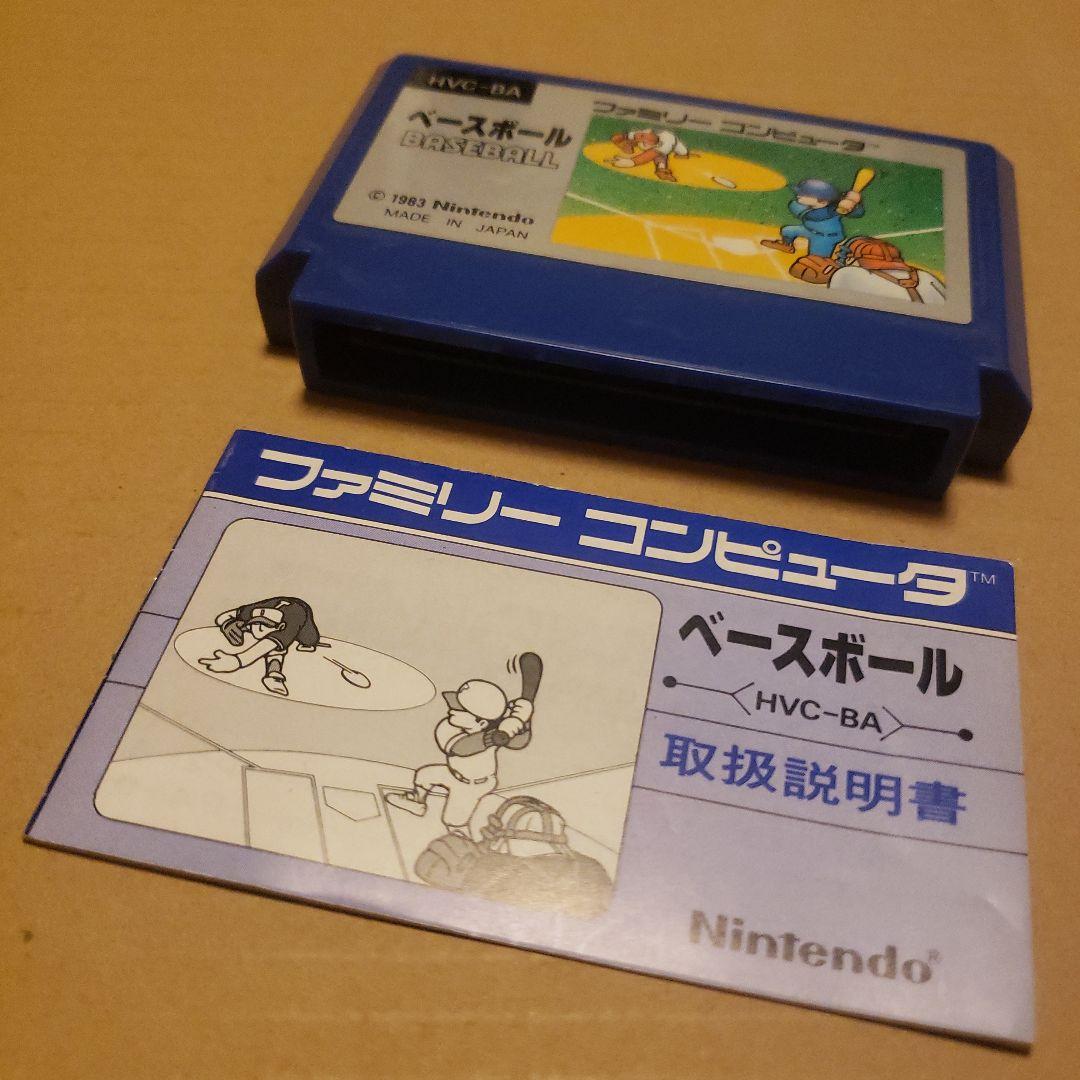 HVC-BA
ベースボール
BASEBALL
© 1983 Nintendo
MADE IN JAPAN
ファミリー コンピュータ™
ファミリー コンピュータ™
ベースボール
HVC-BA
取扱説明書
Nintendo®